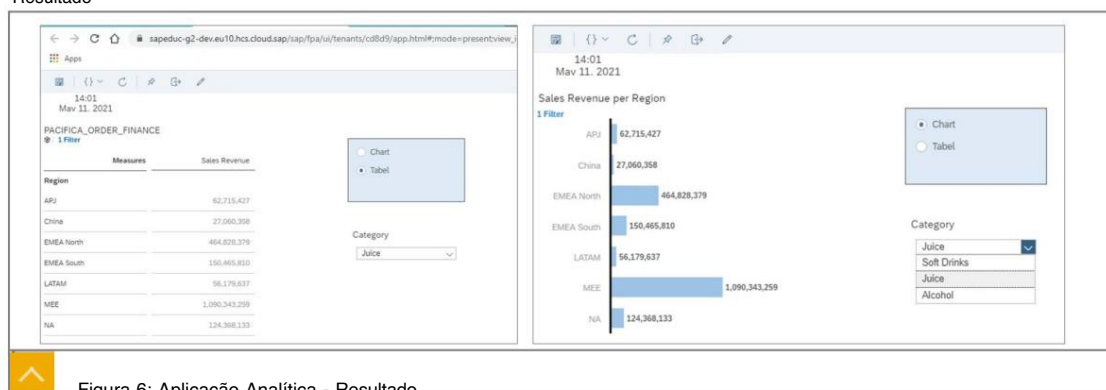 Resultado
sapeduc-g2-dev.eu10.hcs.cloud.sap/sap/fpa/ui/tenants/cd8d9/app.html#;mode=present;view_i
Apps
14:01
May 11, 2021
PACIFICA_ORDER_FINANCE
1 Filter
Measures Sales Revenue
Region
APJ 62,715,427
China 27,060,358
EMEA North 464,828,379
EMEA South 150,465,810
LATAM 56,179,637
MEE 1,090,343,259
NA 124,368,133
Chart
Tabel
Category
Juice
14:01
May 11, 2021
Sales Revenue per Region
1 Filter
APJ 62,715,427
China 27,060,358
EMEA North 464,828,379
EMEA South 150,465,810
LATAM 56,179,637
MEE 1,090,343,259
NA 124,368,133
Chart
Tabel
Category
Juice
Soft Drinks
Juice
Alcohol
Figura 6: Aplicação Analítica - Resultado